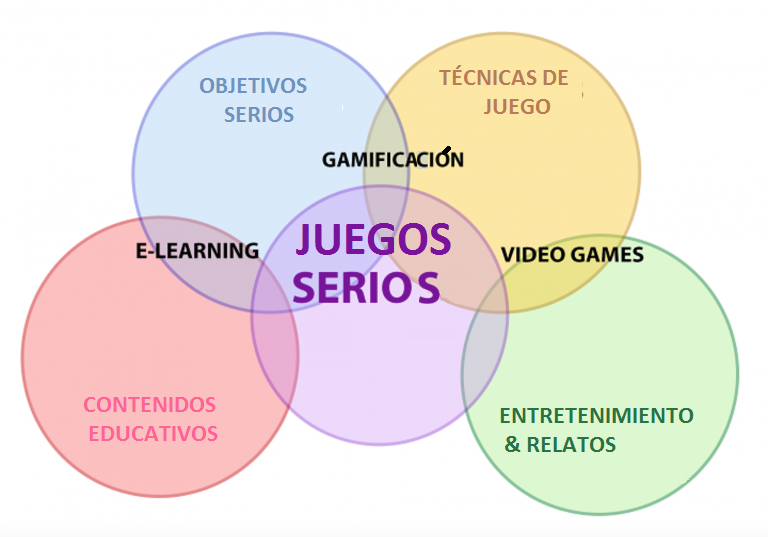 OBJETIVOS
SERIOS
TÉCNICAS DE
JUEGO
GAMIFICACIÓN
JUEGOS
SERIOS
E-LEARNING
VIDEO GAMES
CONTENIDOS
EDUCATIVOS
ENTRETENIMIENTO
& RELATOS